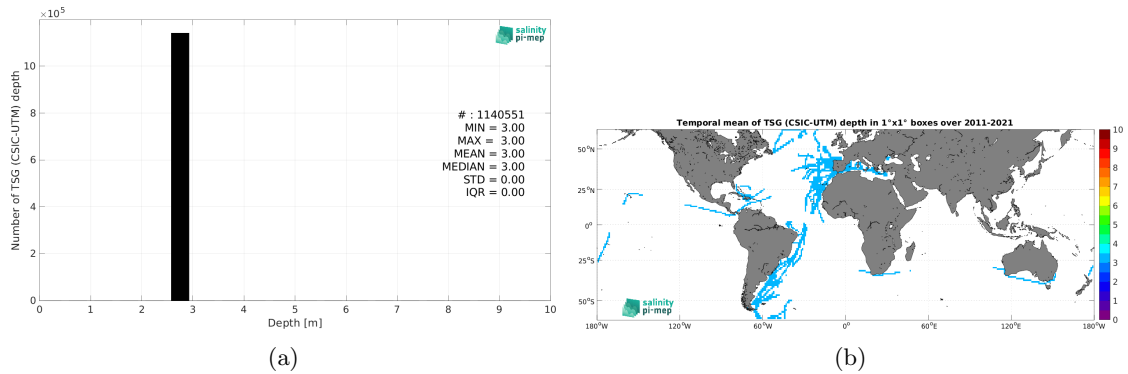 ×10⁵
salinity
pi-mep
10
8
6
4
2
0
Number of TSG (CSIC-UTM) depth
# : 1140551
MIN = 3.00
MAX = 3.00
MEAN = 3.00
MEDIAN = 3.00
STD = 0.00
IQR = 0.00
0 1 2 3 4 5 6 7 8 9 10
Depth [m]
(a)
Temporal mean of TSG (CSIC-UTM) depth in 1°x1° boxes over 2011-2021
50°N
25°N
0°
25°S
50°S
salinity
pi-mep
180°W 120°W 60°W 0° 60°E 120°E 180°W
10
9
8
7
6
5
4
3
2
1
0
(b)